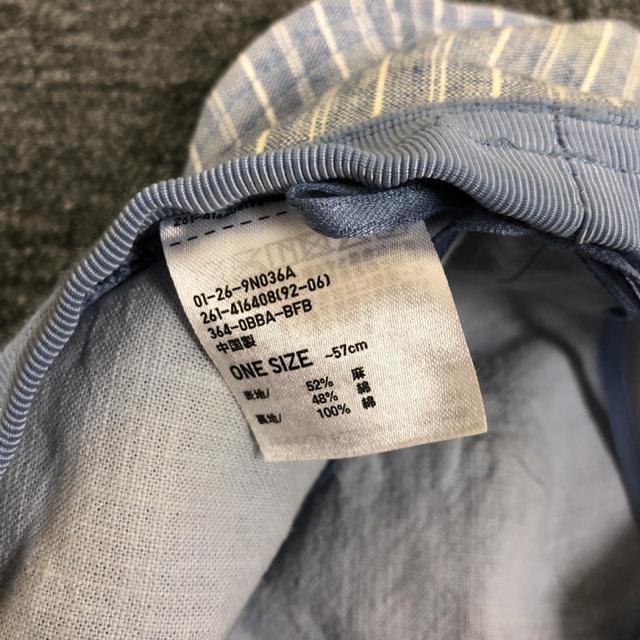 01-26-9N036A
261-416408(92-06)
364-0BBA-BFB
中国製
ONE SIZE -57cm
表地/ 52% 麻
48% 綿
裏地/ 100% 綿